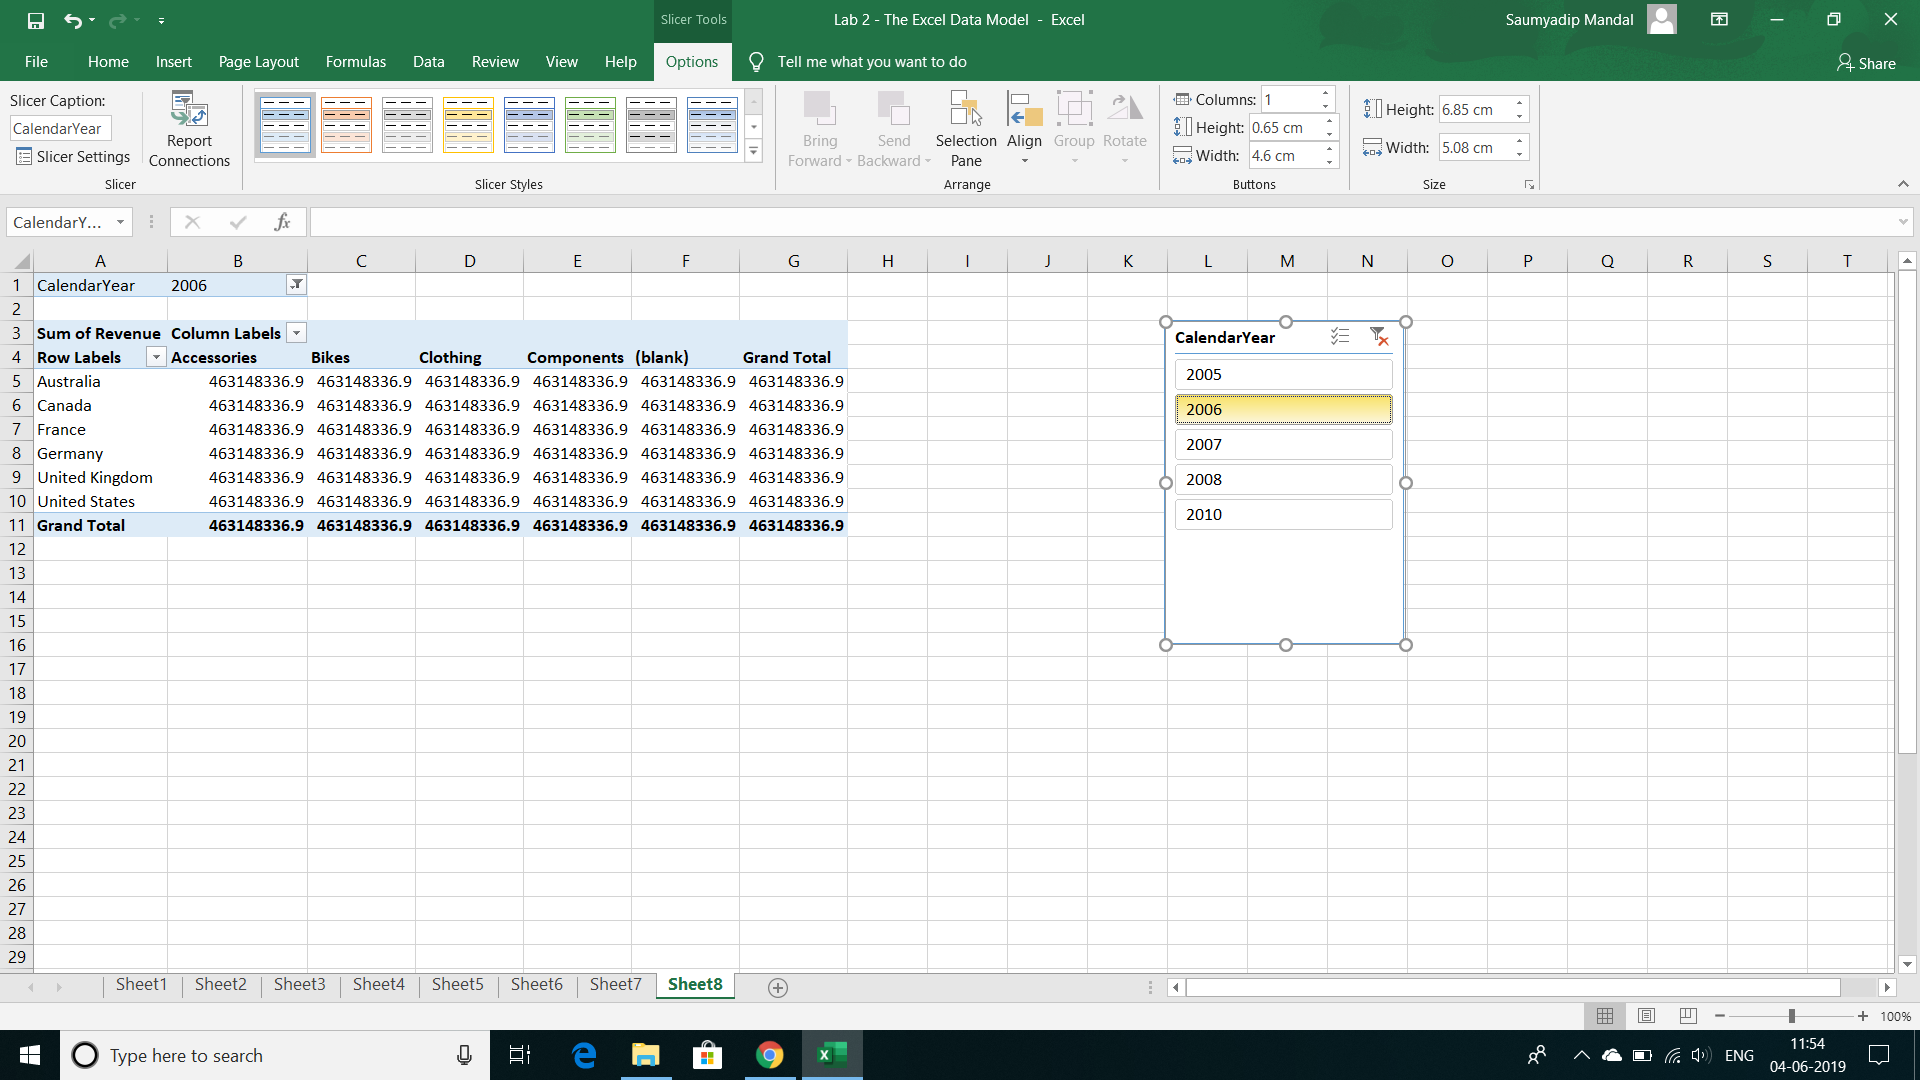 Slicer Tools
Lab 2 - The Excel Data Model - Excel
Saumyadip Mandal
File Home Insert Page Layout Formulas Data Review View Help Options Tell me what you want to do Share
Slicer Caption:
CalendarYear
Slicer Settings
Report Connections
Slicer
Slicer Styles
Bring Forward
Send Backward
Selection Pane
Align
Group
Rotate
Arrange
Columns: 1
Height: 0.65 cm
Width: 4.6 cm
Buttons
Height: 6.85 cm
Width: 5.08 cm
Size
CalendarY... fx
A B C D E F G H I J K L M N O P Q R S T
1 CalendarYear 2006
2
3 Sum of Revenue Column Labels
4 Row Labels Accessories Bikes Clothing Components (blank) Grand Total
5 Australia 463148336.9 463148336.9 463148336.9 463148336.9 463148336.9 463148336.9
6 Canada 463148336.9 463148336.9 463148336.9 463148336.9 463148336.9 463148336.9
7 France 463148336.9 463148336.9 463148336.9 463148336.9 463148336.9 463148336.9
8 Germany 463148336.9 463148336.9 463148336.9 463148336.9 463148336.9 463148336.9
9 United Kingdom 463148336.9 463148336.9 463148336.9 463148336.9 463148336.9 463148336.9
10 United States 463148336.9 463148336.9 463148336.9 463148336.9 463148336.9 463148336.9
11 Grand Total 463148336.9 463148336.9 463148336.9 463148336.9 463148336.9 463148336.9
12
13
14
15
16
17
18
19
20
21
22
23
24
25
26
27
28
29
CalendarYear
2005
2006
2007
2008
2010
Sheet1 Sheet2 Sheet3 Sheet4 Sheet5 Sheet6 Sheet7 Sheet8
100%
Type here to search
ENG
11:54
04-06-2019